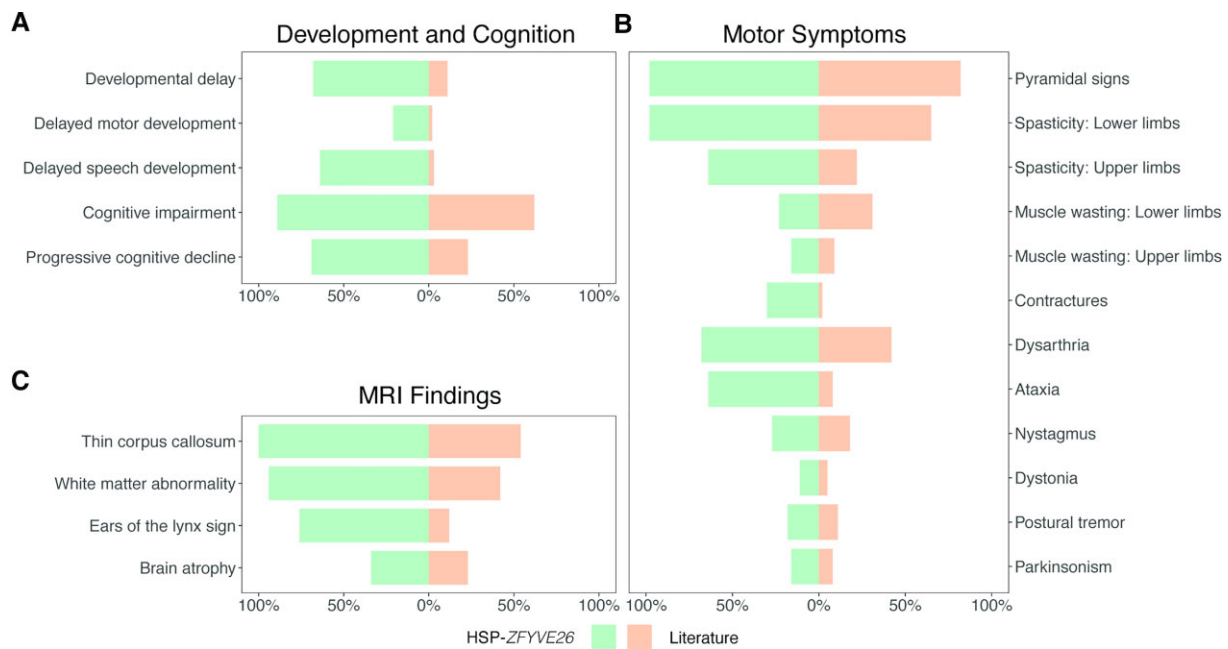 A
Development and Cognition
Developmental delay
Delayed motor development
Delayed speech development
Cognitive impairment
Progressive cognitive decline
100% 50% 0% 50% 100%
B
Motor Symptoms
Pyramidal signs
Spasticity: Lower limbs
Spasticity: Upper limbs
Muscle wasting: Lower limbs
Muscle wasting: Upper limbs
Contractures
Dysarthria
Ataxia
Nystagmus
Dystonia
Postural tremor
Parkinsonism
100% 50% 0% 50% 100%
C
MRI Findings
Thin corpus callosum
White matter abnormality
Ears of the lynx sign
Brain atrophy
100% 50% 0% 50% 100%
HSP-ZFYVE26 Literature